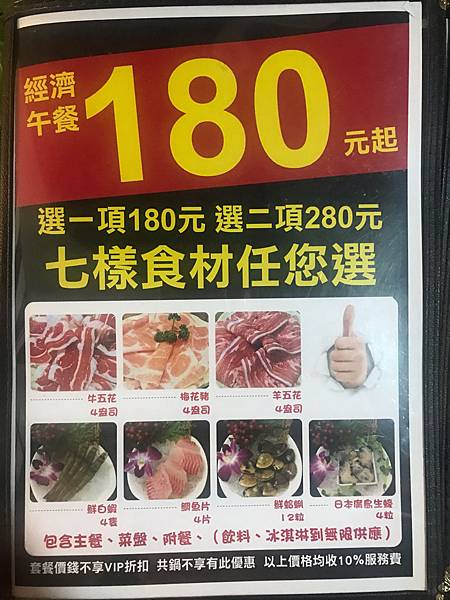 經濟
午餐
180
元起
選一項180元 選二項280元
七樣食材任您選
牛五花
4盎司
梅花豬
4盎司
羊五花
4盎司
鮮白蝦
4隻
鯛魚片
4片
鮮蛤蜊
12粒
日本廣島生蠔
4粒
包含主餐、菜盤、附餐、(飲料、冰淇淋到無限供應)
套餐價錢不享VIP折扣 共鍋不享有此優惠 以上價格均收10%服務費